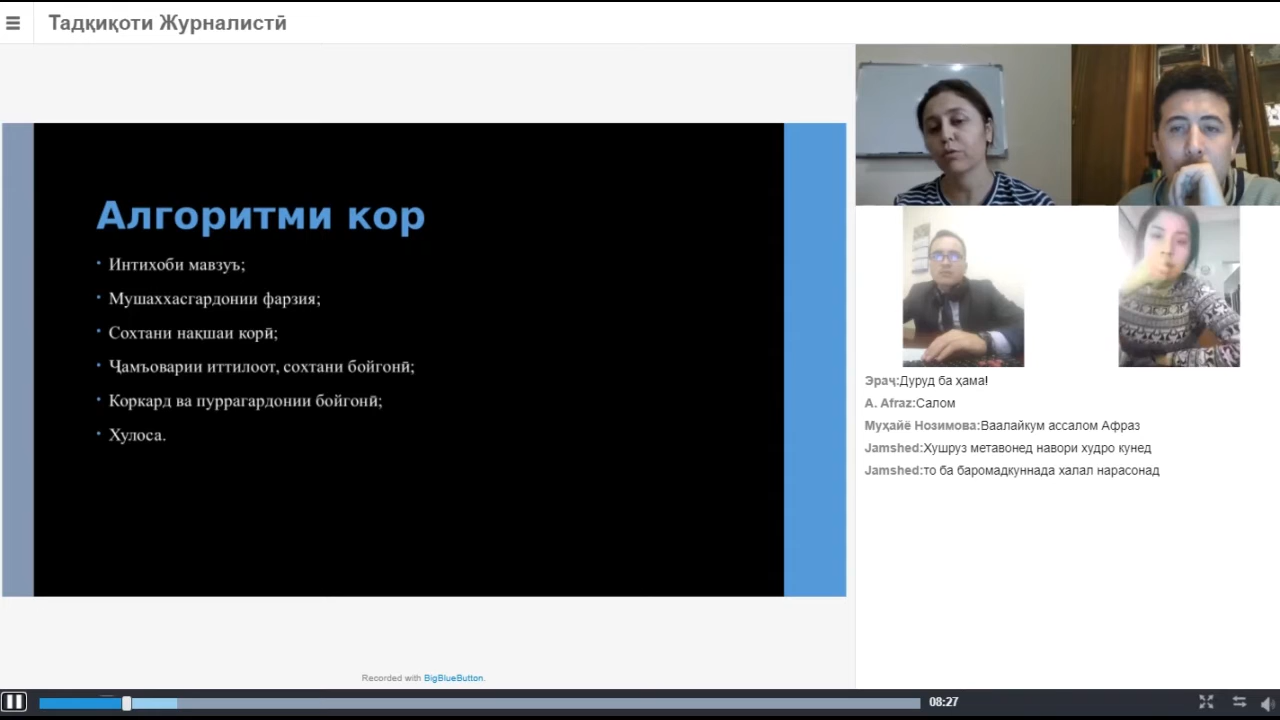 Тадқиқоти Журналистӣ
Алгоритми кор
• Интихоби мавзуъ;
• Мушаххасгардонии фарзия;
• Сохтани нақшаи корӣ;
• Ҷамъоварии иттилоот, сохтани бойгонӣ;
• Коркард ва пуррагардонии бойгонӣ;
• Хулоса.
Эраҷ:Дуруд ба ҳама!
A. Afraz:Салом
Муҳайё Нозимова:Ваалайкум ассалом Афраз
Jamshed:Хушруз метавонед навори худро кунед
Jamshed:то ба баромадкуннада халал нарасонад
Recorded with BigBlueButton.
08:27